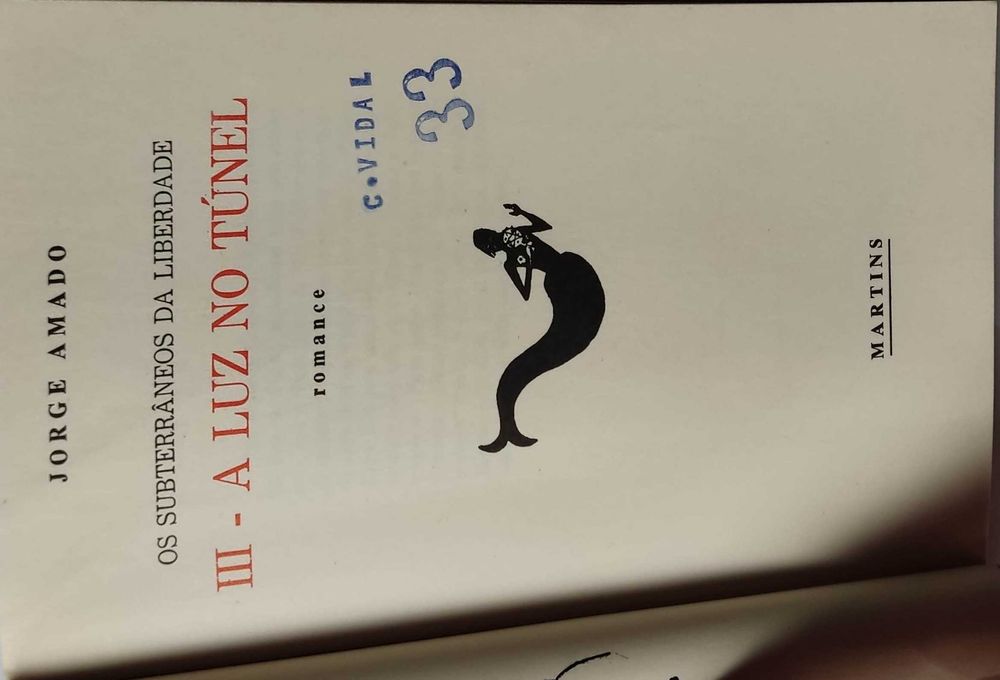 JORGE AMADO
OS SUBTERRÂNEOS DA LIBERDADE
III - A LUZ NO TÚNEL
romance
C.VIDAL
33
MARTINS